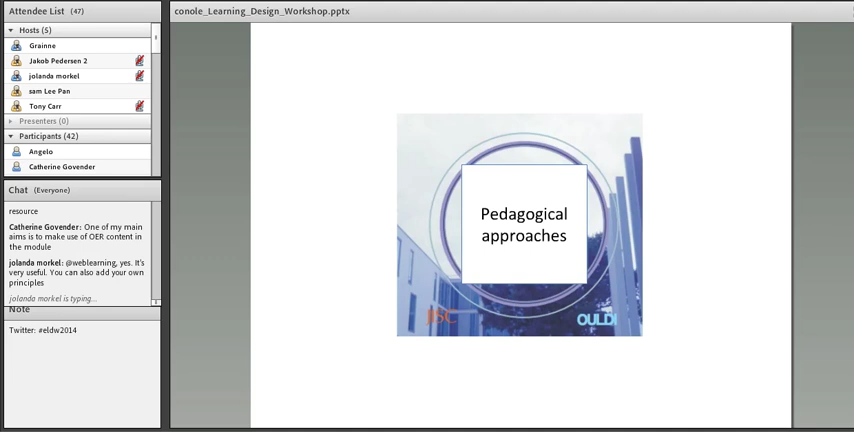 Attendee List (47)
Hosts (5)
Grainne
Jakob Pedersen 2
jolanda morkel
sam Lee Pan
Tony Carr
Presenters (0)
Participants (42)
Angelo
Catherine Govender
Chat (Everyone)
resource
Catherine Govender: One of my main
aims is to make use of OER content in
the module
jolanda morkel: @weblearning, yes. It's
very useful. You can also add your own
principles
jolanda morkel is typing...
Note
Twitter: #eldw2014
conole_Learning_Design_Workshop.pptx
Pedagogical
approaches
JISC
OULDI